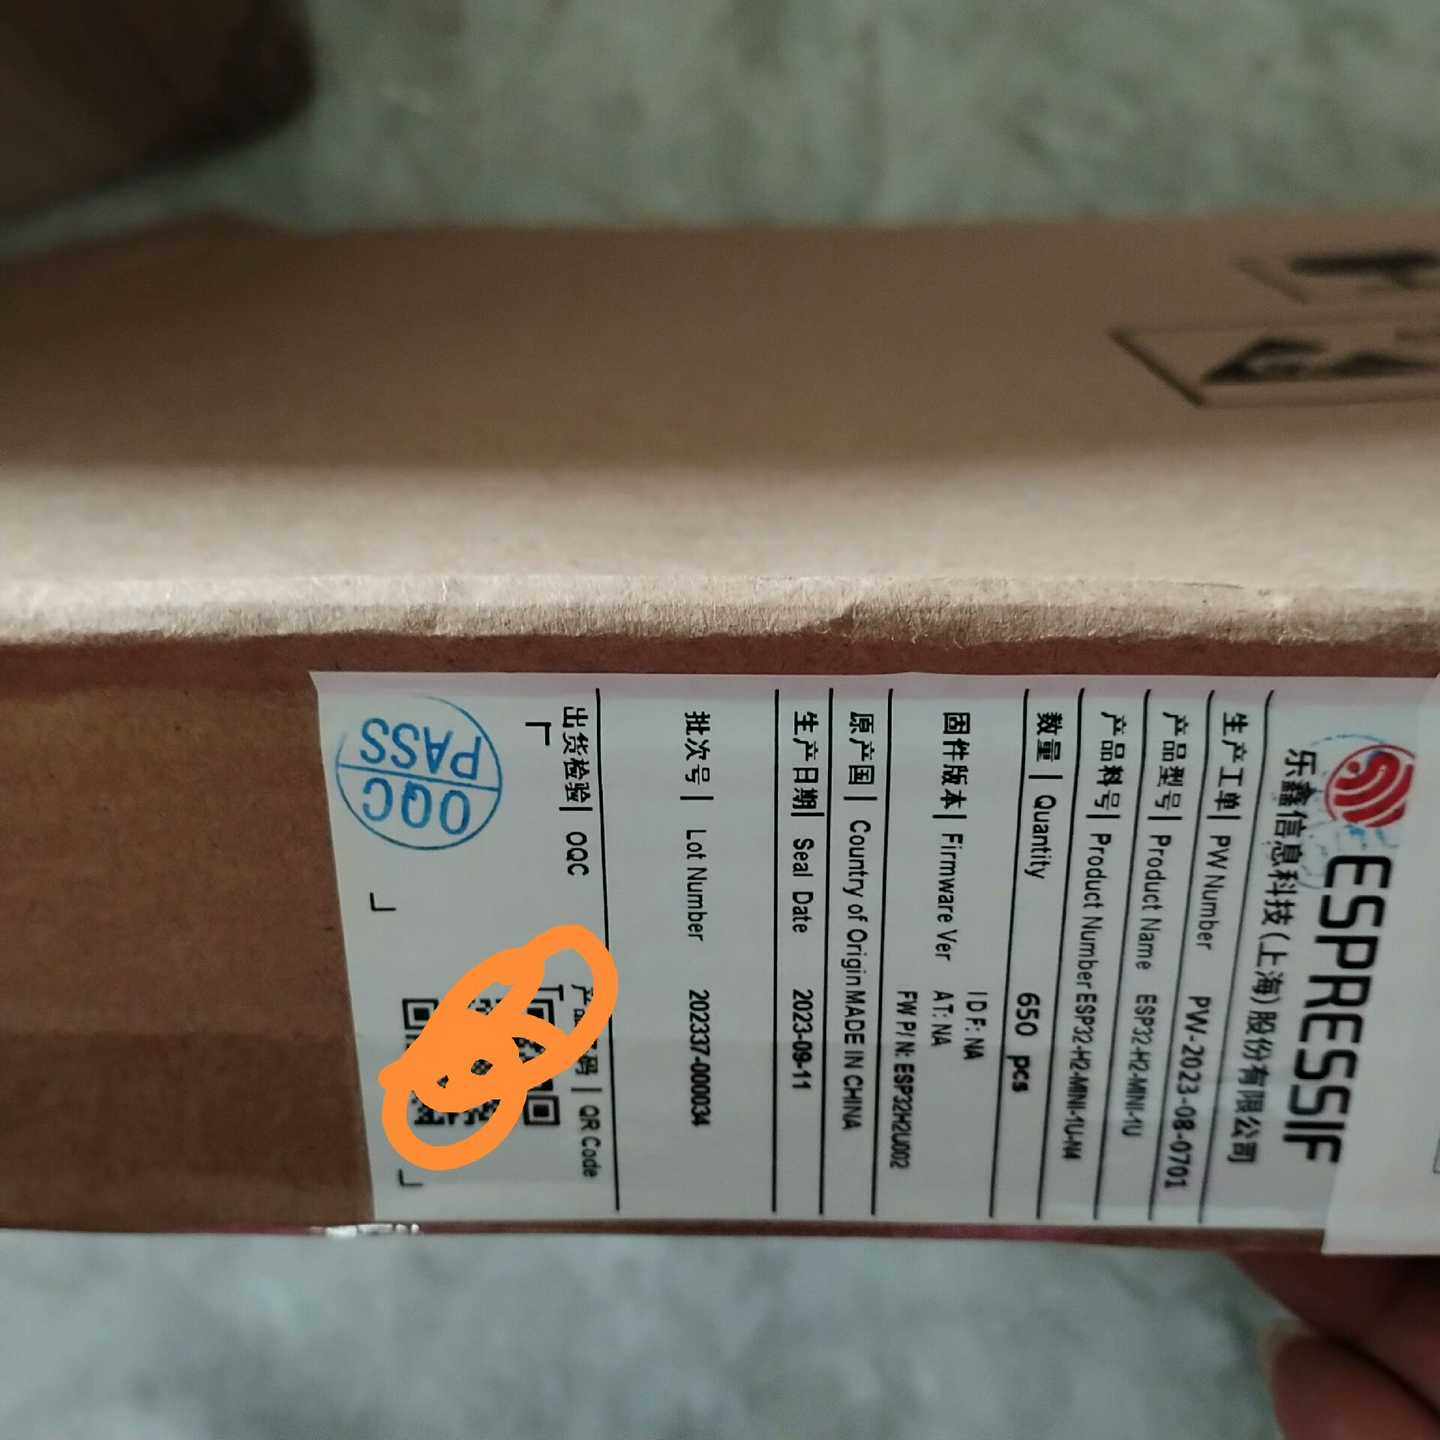 ESPRESSIF
乐鑫信息科技(上海)股份有限公司
生产工单| PW Number PW-2023-08-0701
产品型号| Product Name ESP32-H2-MINI-1U
产品料号| Product Number ESP32-H2-MINI-1U-N4
数量 | Quantity 650 pcs
固件版本| Firmware Ver IDF: NA
AT: NA
FW P/N: ESP32H2U002
原产国| Country of Origin MADE IN CHINA
生产日期| Seal Date 2023-09-11
批次号| Lot Number 202337-000034
出货检验| OQC
码 | QR Code
OQC
PASS